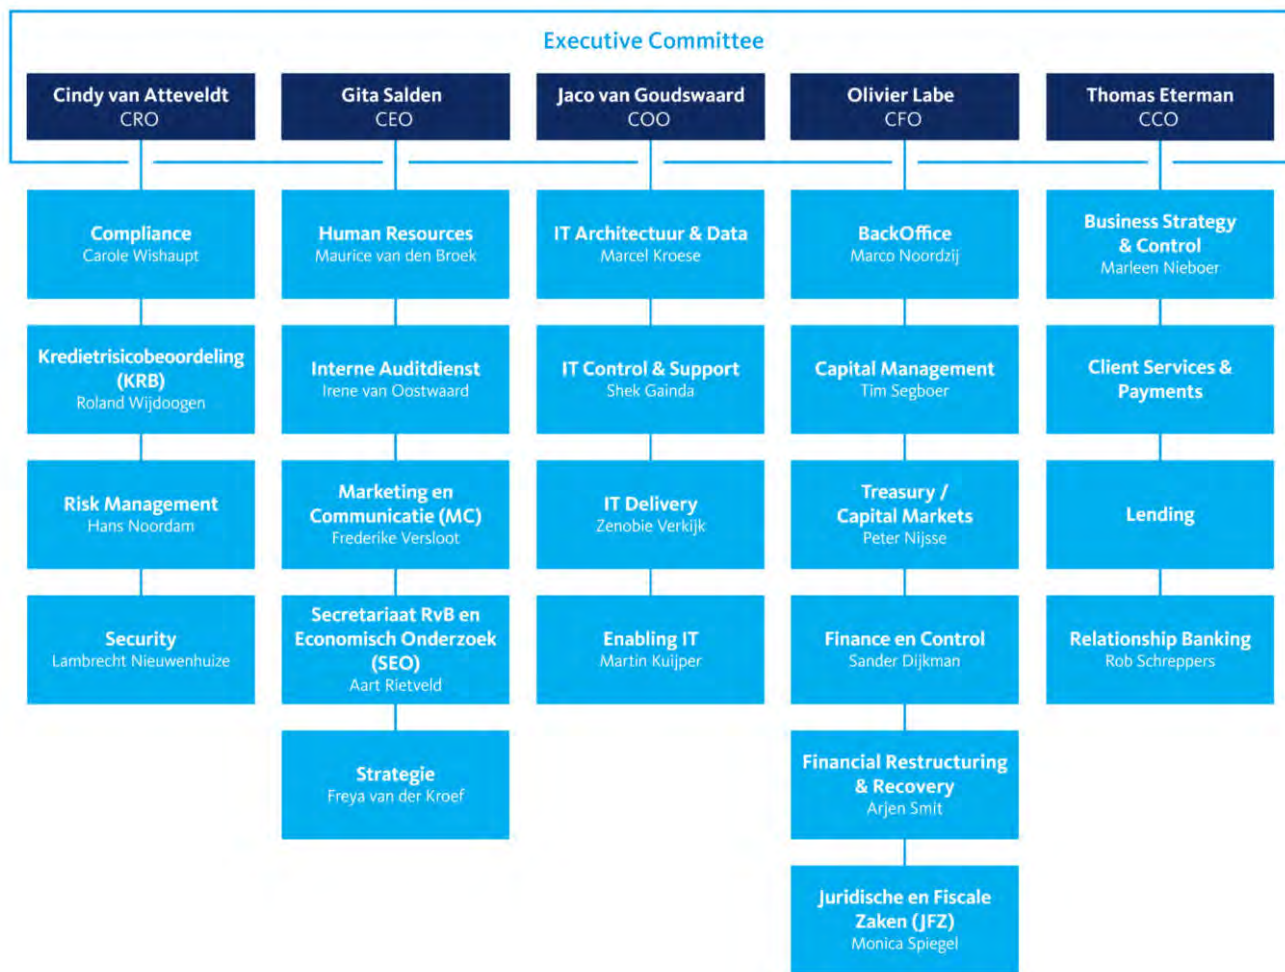 Executive Committee
Cindy van Atteveldt
CRO
Gita Salden
CEO
Jaco van Goudswaard
COO
Olivier Labe
CFO
Thomas Eterman
CCO
Compliance
Carole Wishaupt
Kredietrisicobeoordeling
(KRB)
Roland Wijdoogen
Risk Management
Hans Noordam
Security
Lambrecht Nieuwenhuize
Human Resources
Maurice van den Broek
Interne Auditdienst
Irene van Oostwaard
Marketing en
Communicatie (MC)
Frederike Versloot
Secretariaat RvB en
Economisch Onderzoek
(SEO)
Aart Rietveld
Strategie
Freya van der Kroef
IT Architectuur & Data
Marcel Kroese
IT Control & Support
Shek Gainda
IT Delivery
Zenobie Verkijk
Enabling IT
Martin Kuijper
BackOffice
Marco Noordzij
Capital Management
Tim Segboer
Treasury /
Capital Markets
Peter Nijsse
Finance en Control
Sander Dijkman
Financial Restructuring
& Recovery
Arjen Smit
Juridische en Fiscale
Zaken (JFZ)
Monica Spiegel
Business Strategy
& Control
Marleen Nieboer
Client Services &
Payments
Lending
Relationship Banking
Rob Schreppers